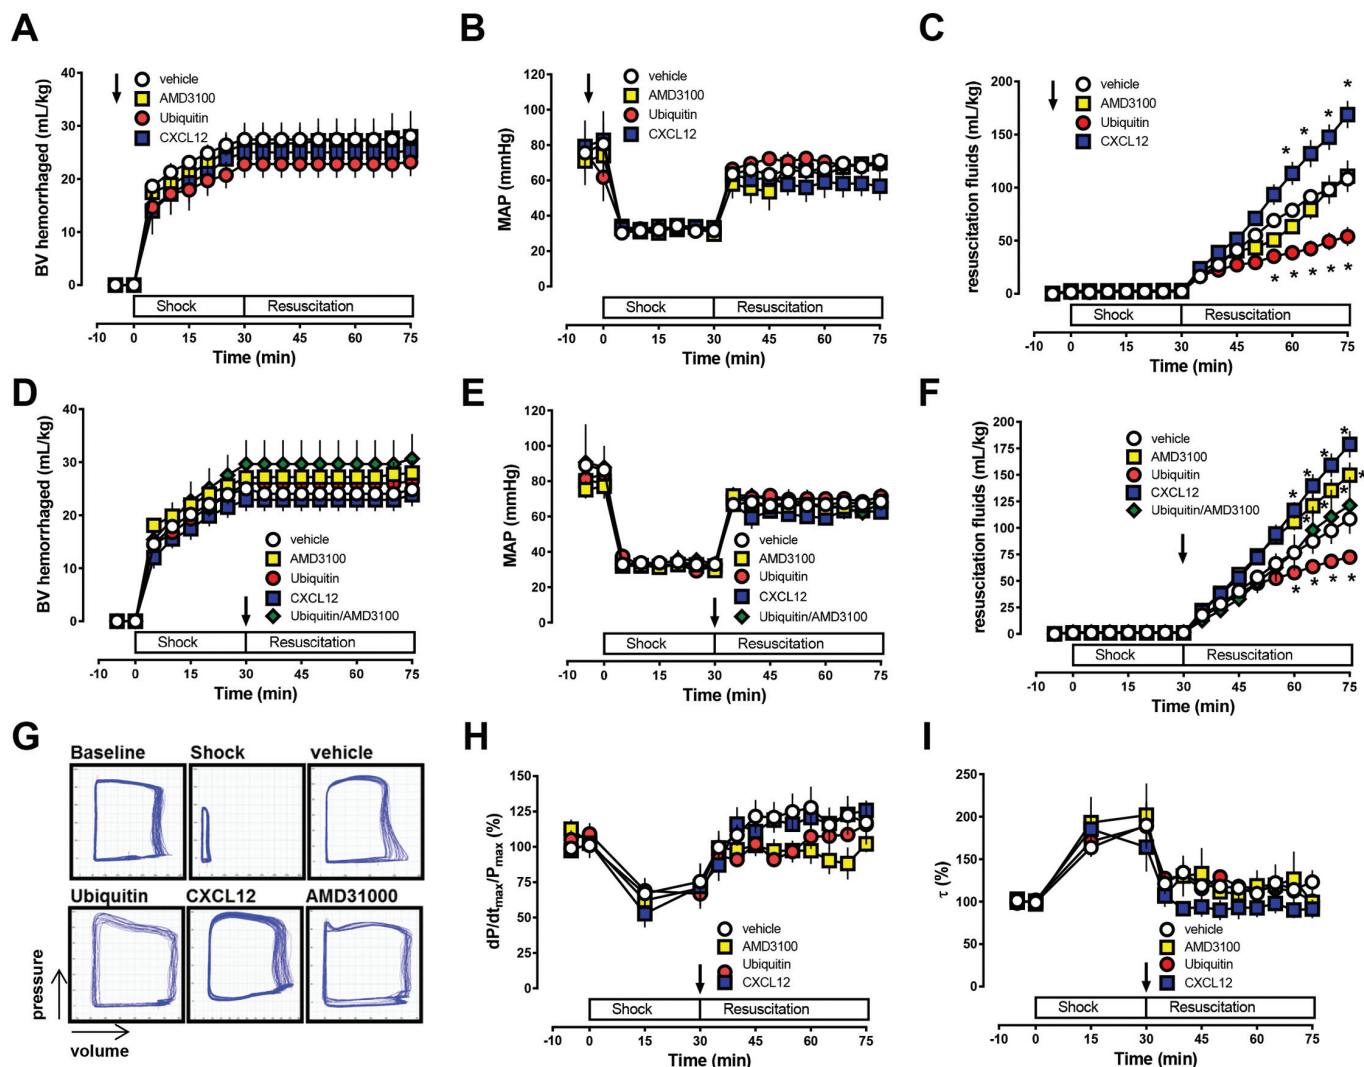 A
BV hemorrhaged (mL/kg)
40
30
20
10
0
vehicle
AMD3100
Ubiquitin
CXCL12
Shock
Resuscitation
-10 0 15 30 45 60 75
Time (min)
B
MAP (mmHg)
120
100
80
60
40
20
0
vehicle
AMD3100
Ubiquitin
CXCL12
Shock
Resuscitation
-10 0 15 30 45 60 75
Time (min)
C
resuscitation fluids (mL/kg)
200
150
100
50
0
vehicle
AMD3100
Ubiquitin
CXCL12
* * * * *
* * * * *
Shock
Resuscitation
-10 0 15 30 45 60 75
Time (min)
D
BV hemorrhaged (mL/kg)
40
30
20
10
0
vehicle
AMD3100
Ubiquitin
CXCL12
Ubiquitin/AMD3100
Shock
Resuscitation
-10 0 15 30 45 60 75
Time (min)
E
MAP (mmHg)
120
100
80
60
40
20
0
vehicle
AMD3100
Ubiquitin
CXCL12
Ubiquitin/AMD3100
Shock
Resuscitation
-10 0 15 30 45 60 75
Time (min)
F
resuscitation fluids (mL/kg)
200
175
150
125
100
75
50
25
0
vehicle
AMD3100
Ubiquitin
CXCL12
Ubiquitin/AMD3100
* * * *
* * * *
* * * *
Shock
Resuscitation
-10 0 15 30 45 60 75
Time (min)
G
Baseline
Shock
vehicle
Ubiquitin
CXCL12
AMD31000
pressure
volume
H
dP/dtmax/Pmax (%)
150
125
100
75
50
25
0
vehicle
AMD3100
Ubiquitin
CXCL12
Shock
Resuscitation
-10 0 15 30 45 60 75
Time (min)
I
τ (%)
250
200
150
100
50
0
vehicle
AMD3100
Ubiquitin
CXCL12
Shock
Resuscitation
-10 0 15 30 45 60 75
Time (min)